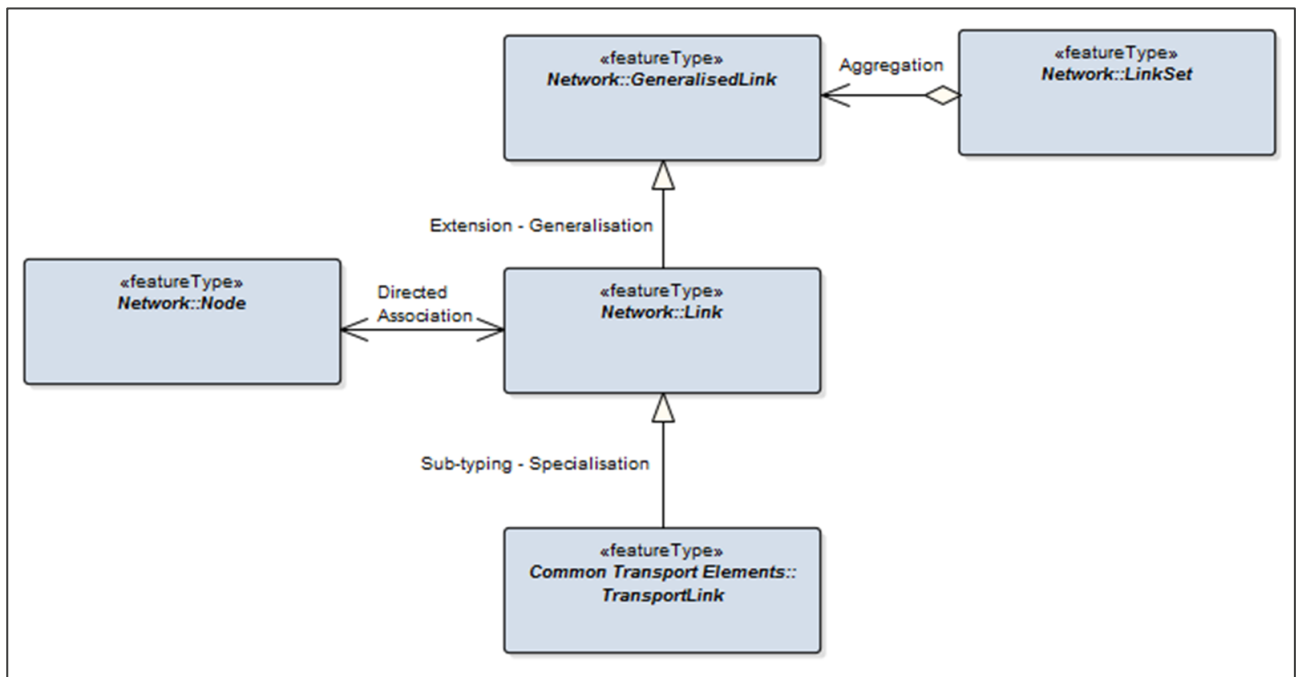 «featureType»
Network::GeneralisedLink
Aggregation
«featureType»
Network::LinkSet
Extension - Generalisation
«featureType»
Network::Node
Directed
Association
«featureType»
Network::Link
Sub-typing - Specialisation
«featureType»
Common Transport Elements::
TransportLink